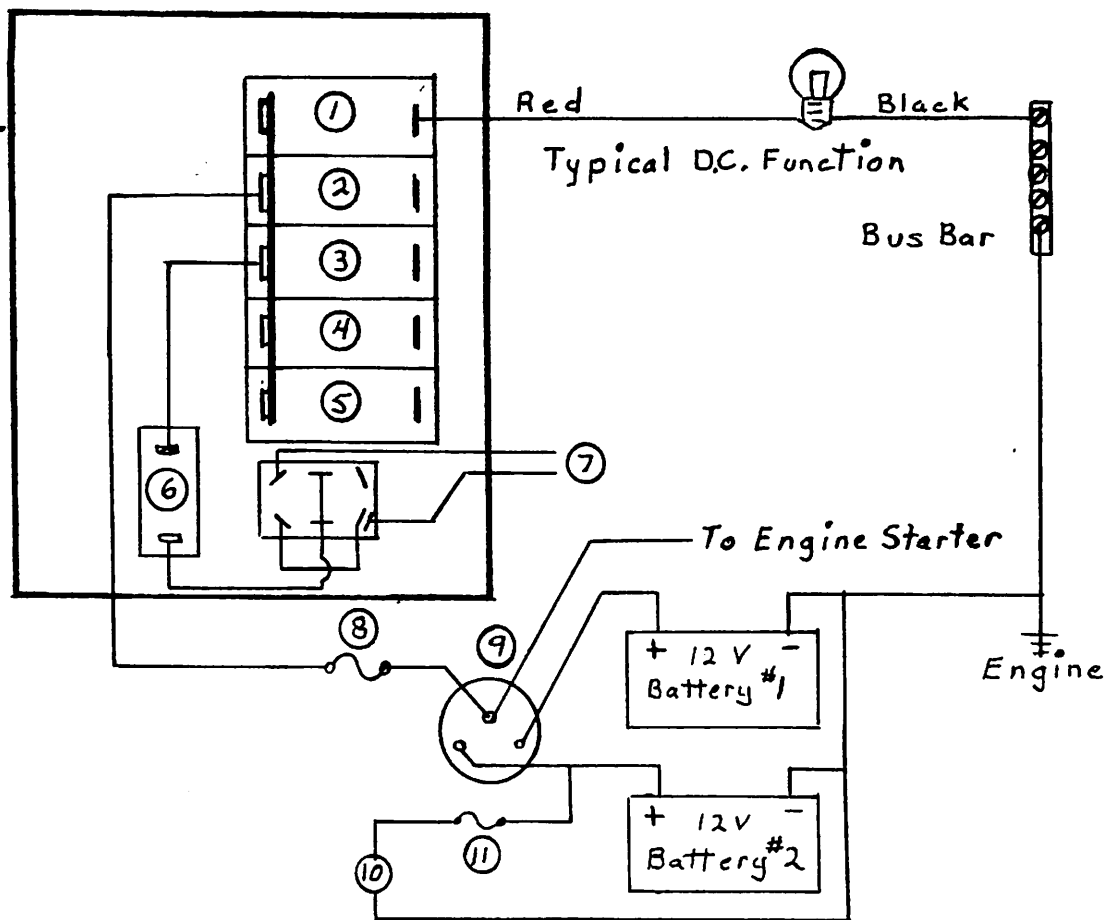 1
Red
Black
2
Typical D.C. Function
3
Bus Bar
4
5
6
7
To Engine Starter
8
9
+ 12 V -
Battery #1
Engine
+ 12 V -
Battery #2
10
11